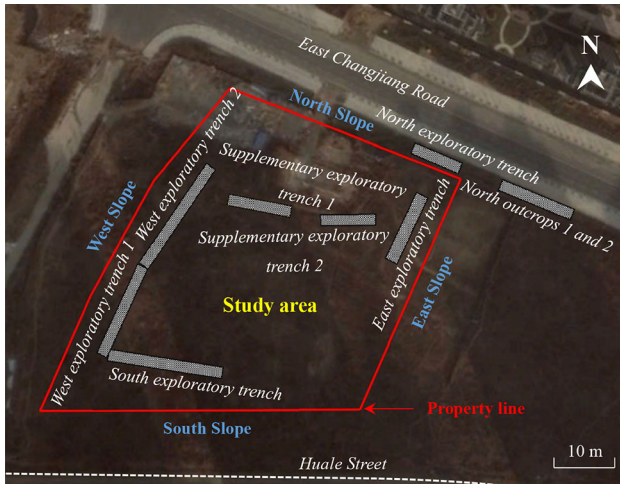 East Changjiang Road
N
North Slope
North exploratory trench
West exploratory trench 2
Supplementary exploratory
trench 1
North outcrops 1 and 2
West Slope
Supplementary exploratory
trench 2
East exploratory trench
East Slope
Study area
West exploratory trench 1
South exploratory trench
Property line
South Slope
10 m
Huale Street